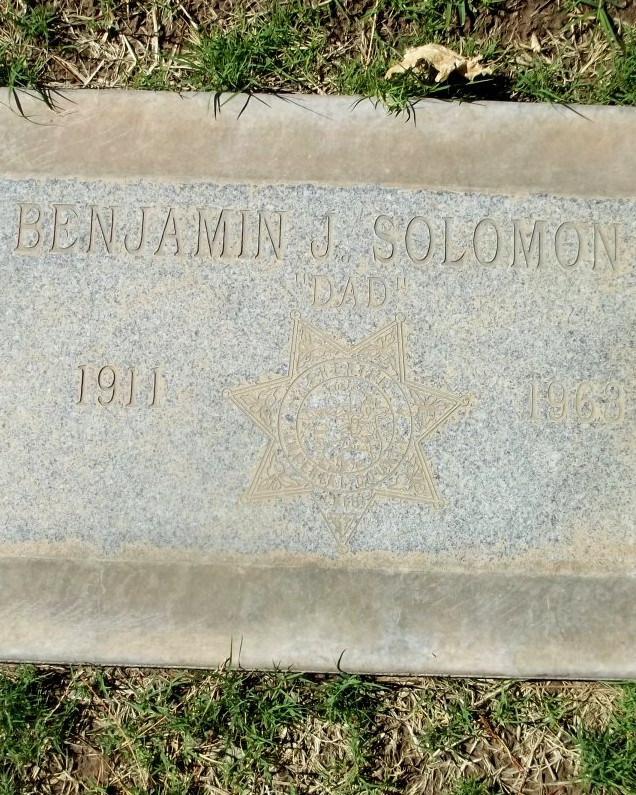 BENJAMIN J. SOLOMON
"DAD"
1911
1963